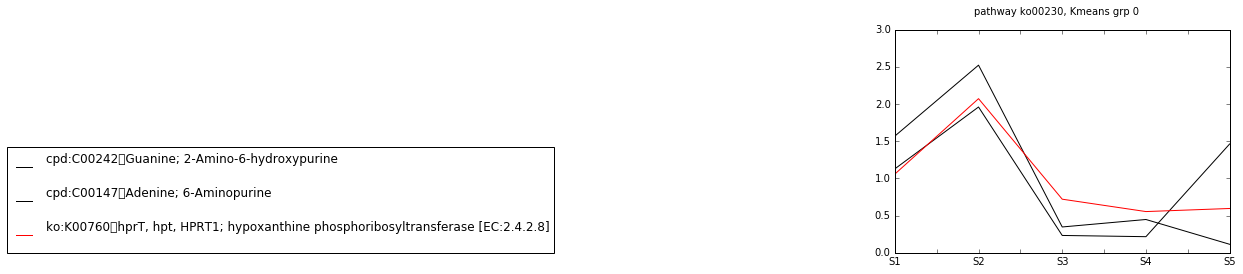 pathway ko00230, Kmeans grp 0
3.0
2.5
2.0
1.5
1.0
0.5
0.0
S1 S2 S3 S4 S5
cpd:C00242▯Guanine; 2-Amino-6-hydroxypurine
cpd:C00147▯Adenine; 6-Aminopurine
ko:K00760▯hprT, hpt, HPRT1; hypoxanthine phosphoribosyltransferase [EC:2.4.2.8]